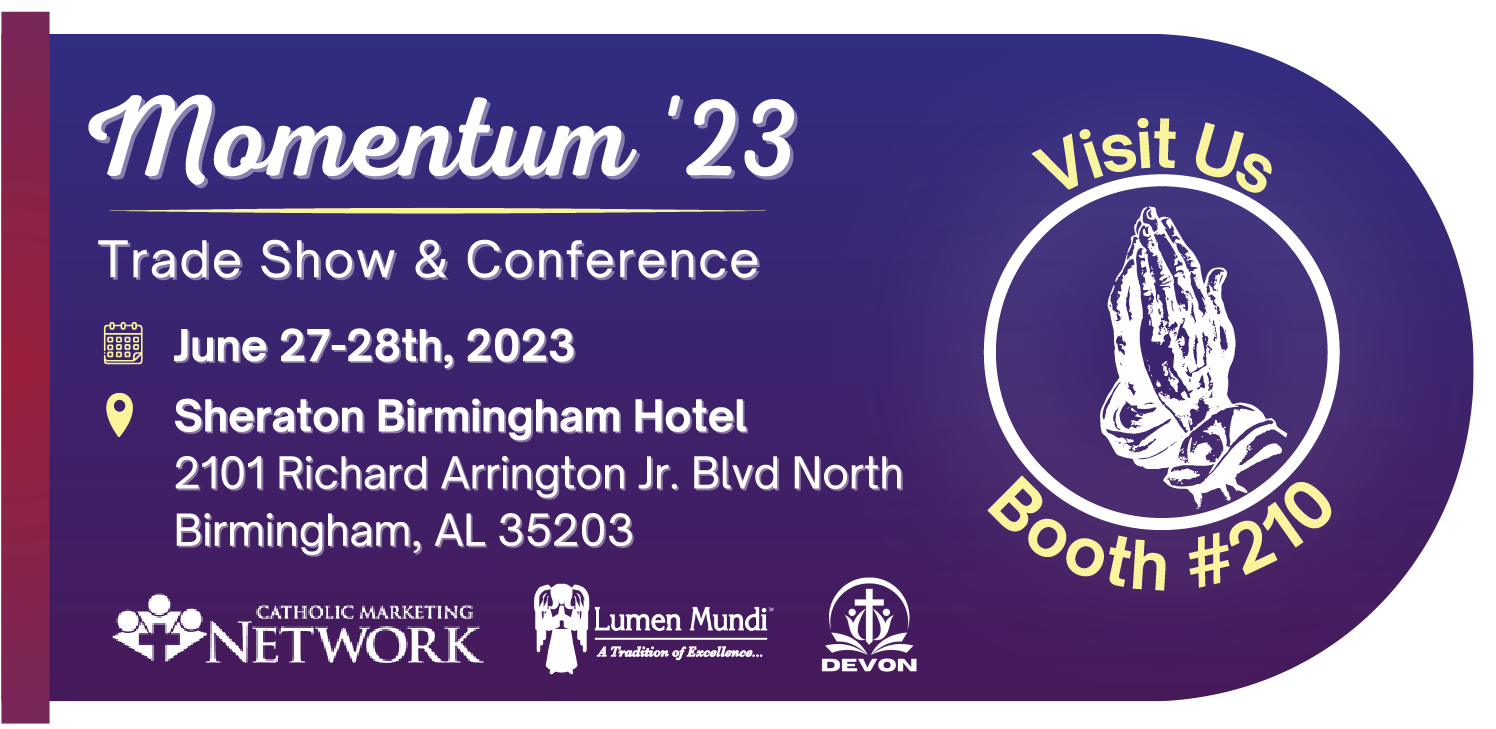 Momentum '23
Trade Show & Conference
June 27-28th, 2023
Sheraton Birmingham Hotel
2101 Richard Arrington Jr. Blvd North
Birmingham, AL 35203
CATHOLIC MARKETING
NETWORK
Lumen Mundi
A Tradition of Excellence...
DEVON
Visit Us
Booth #210